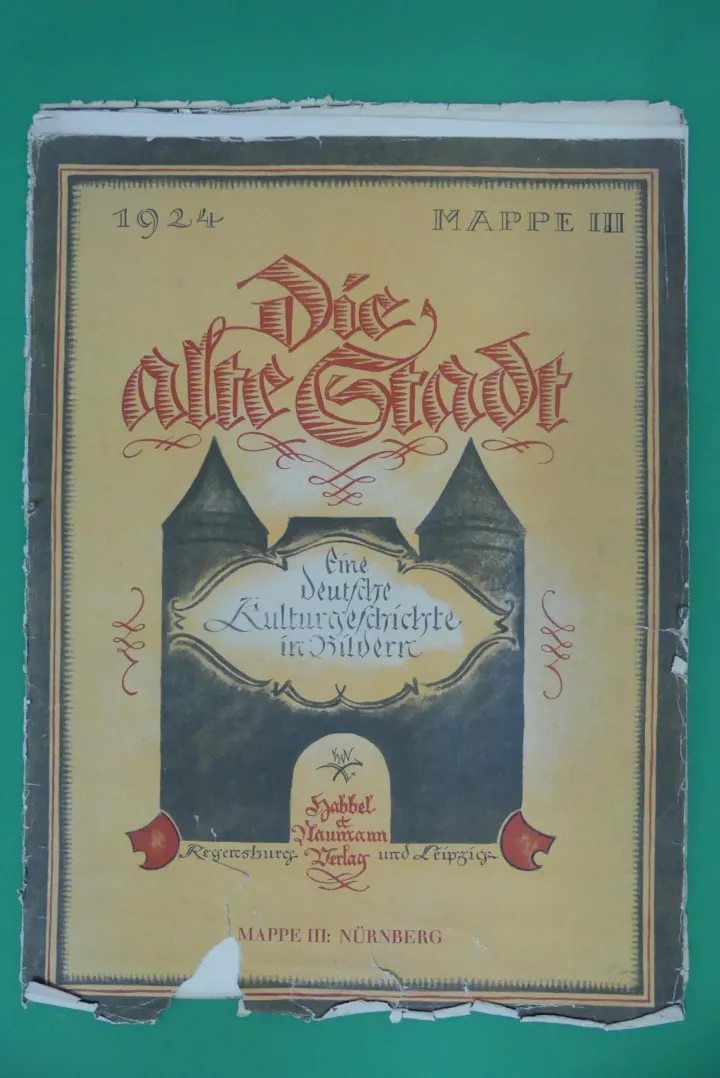 1924
MAPPE III
Die
alte Stadt
Eine
deutsche
Kulturgeschichte
in Bildern
Habbel
&
Naumann
Regensburg Verlag und Leipzig
MAPPE III: NÜRNBERG